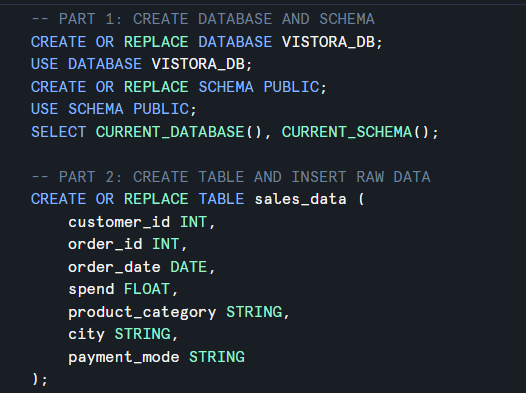 -- PART 1: CREATE DATABASE AND SCHEMA
CREATE OR REPLACE DATABASE VISTORA_DB;
USE DATABASE VISTORA_DB;
CREATE OR REPLACE SCHEMA PUBLIC;
USE SCHEMA PUBLIC;
SELECT CURRENT_DATABASE(), CURRENT_SCHEMA();

-- PART 2: CREATE TABLE AND INSERT RAW DATA
CREATE OR REPLACE TABLE sales_data (
    customer_id INT,
    order_id INT,
    order_date DATE,
    spend FLOAT,
    product_category STRING,
    city STRING,
    payment_mode STRING
);